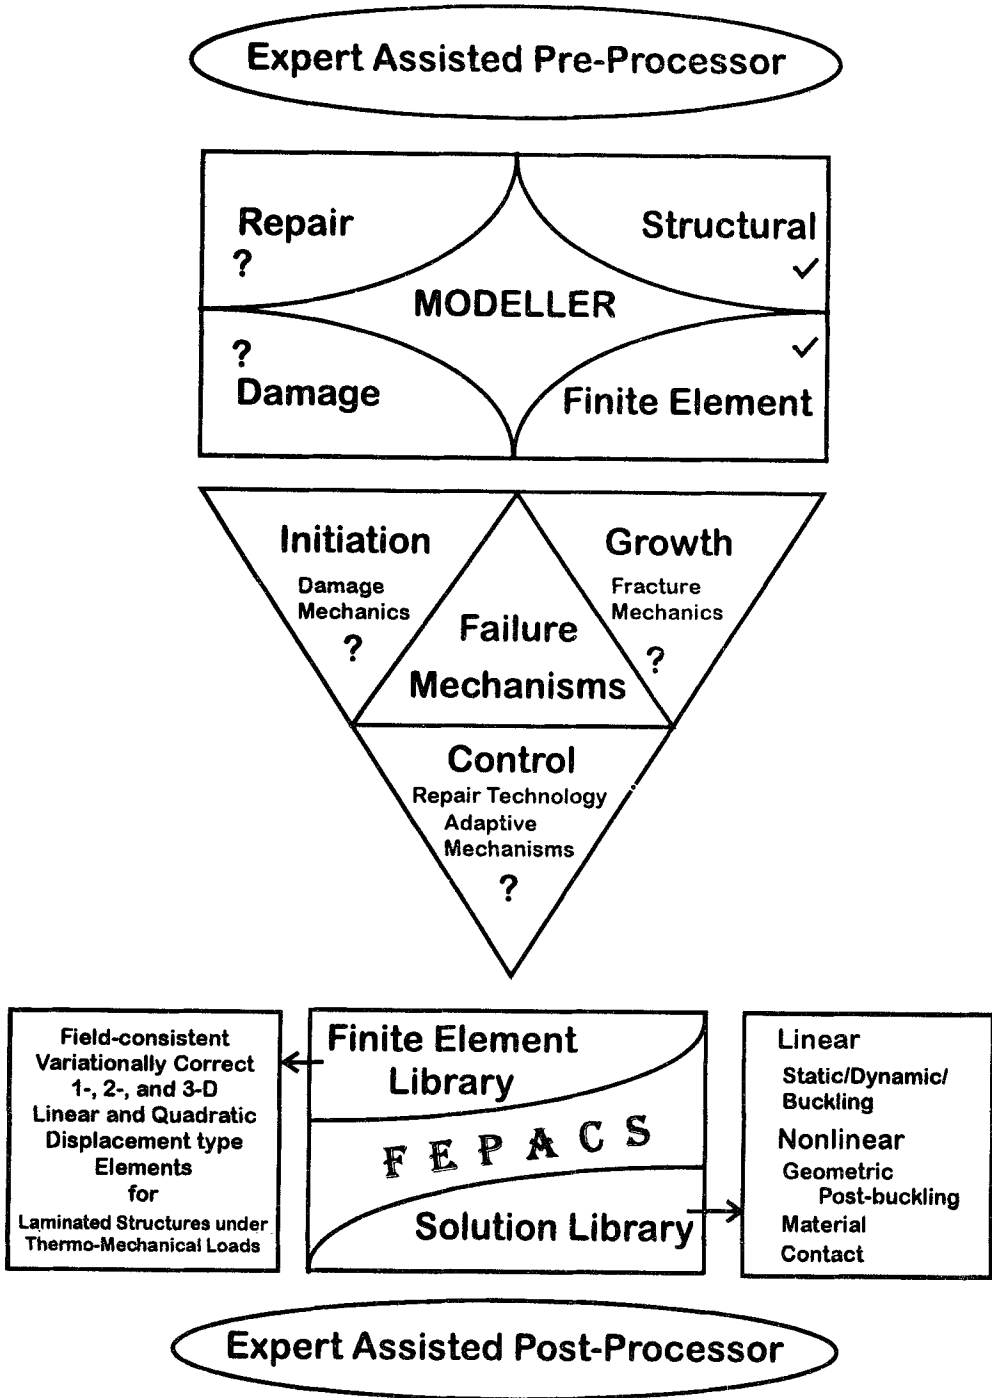 Expert Assisted Pre-Processor
Repair
?
Structural
✓
MODELLER
?
Damage
✓
Finite Element
Initiation
Damage
Mechanics
?
Growth
Fracture
Mechanics
?
Failure
Mechanisms
Control
Repair Technology
Adaptive
Mechanisms
?
Field-consistent
Variationally Correct
1-, 2-, and 3-D
Linear and Quadratic
Displacement type
Elements
for
Laminated Structures under
Thermo-Mechanical Loads
Finite Element
Library
FEPACS
Solution Library
Linear
Static/Dynamic/
Buckling
Nonlinear
Geometric
Post-buckling
Material
Contact
Expert Assisted Post-Processor